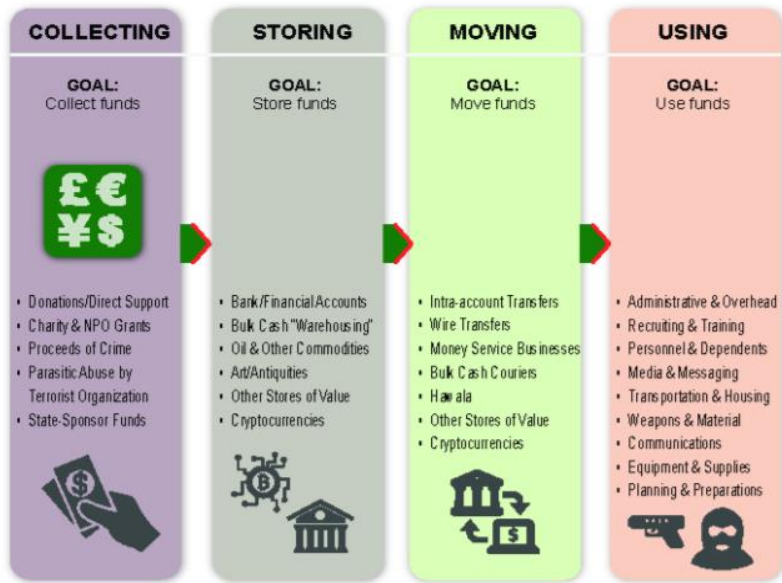 COLLECTING
GOAL:
Collect funds
£ €
¥ $
• Donations/Direct Support
• Charity & NPO Grants
• Proceeds of Crime
• Parasitic Abuse by
Terrorist Organization
• State-Sponsor Funds
$
STORING
GOAL:
Store funds
• Bank/Financial Accounts
• Bulk Cash "Warehousing"
• Oil & Other Commodities
• Art/Antiquities
• Other Stores of Value
• Cryptocurrencies
B
MOVING
GOAL:
Move funds
• Intra-account Transfers
• Wire Transfers
• Money Service Businesses
• Bulk Cash Couriers
• Hawala
• Other Stores of Value
• Cryptocurrencies
$
USING
GOAL:
Use funds
• Administrative & Overhead
• Recruiting & Training
• Personnel & Dependents
• Media & Messaging
• Transportation & Housing
• Weapons & Material
• Communications
• Equipment & Supplies
• Planning & Preparations